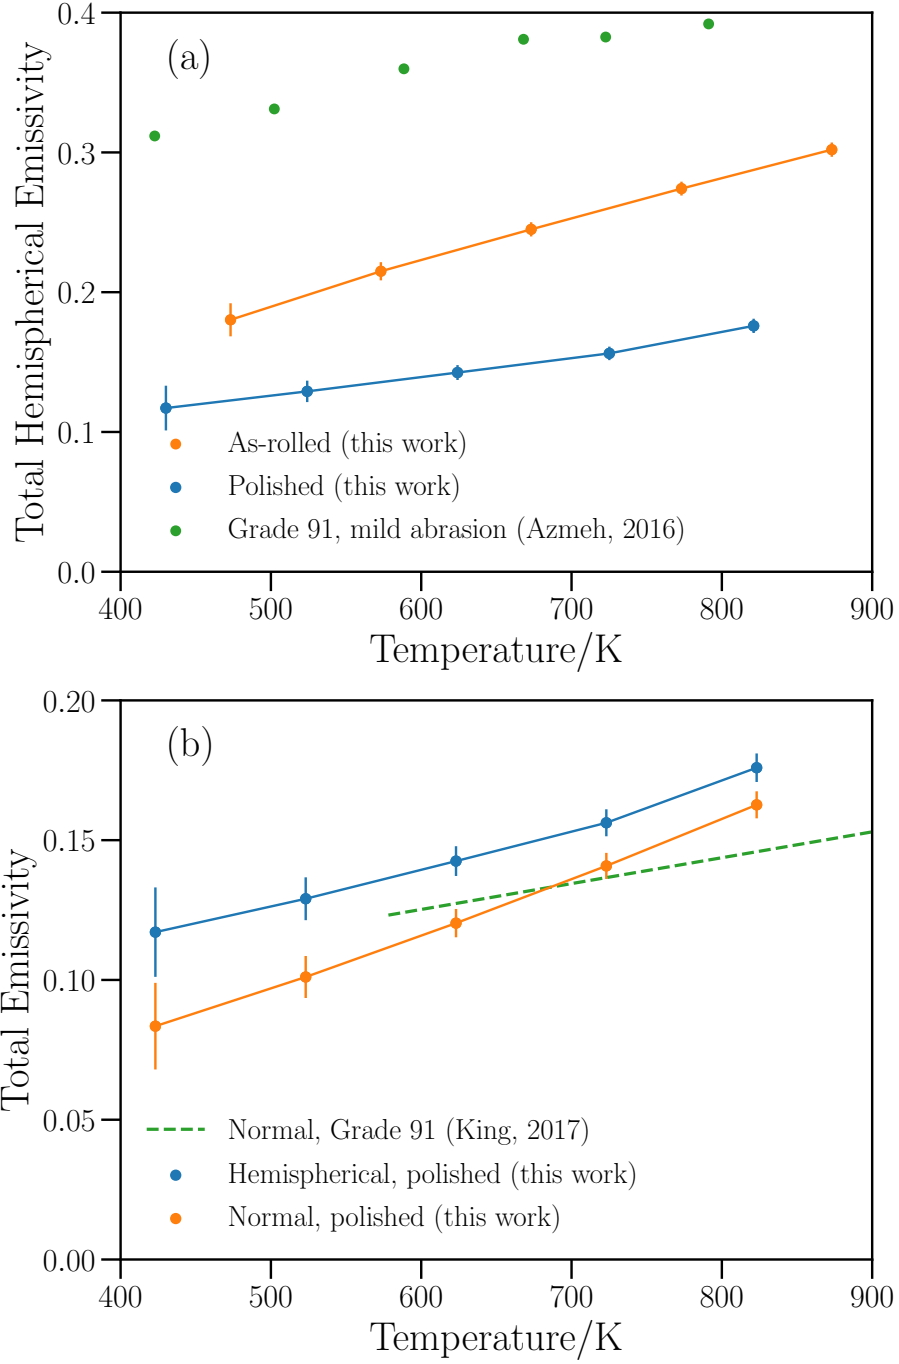 (a)
Total Hemispherical Emissivity
0.4
0.3
0.2
0.1
0.0
As-rolled (this work)
Polished (this work)
Grade 91, mild abrasion (Azmeh, 2016)
400 500 600 700 800 900
Temperature/K
(b)
Total Emissivity
0.20
0.15
0.10
0.05
0.00
Normal, Grade 91 (King, 2017)
Hemispherical, polished (this work)
Normal, polished (this work)
400 500 600 700 800 900
Temperature/K